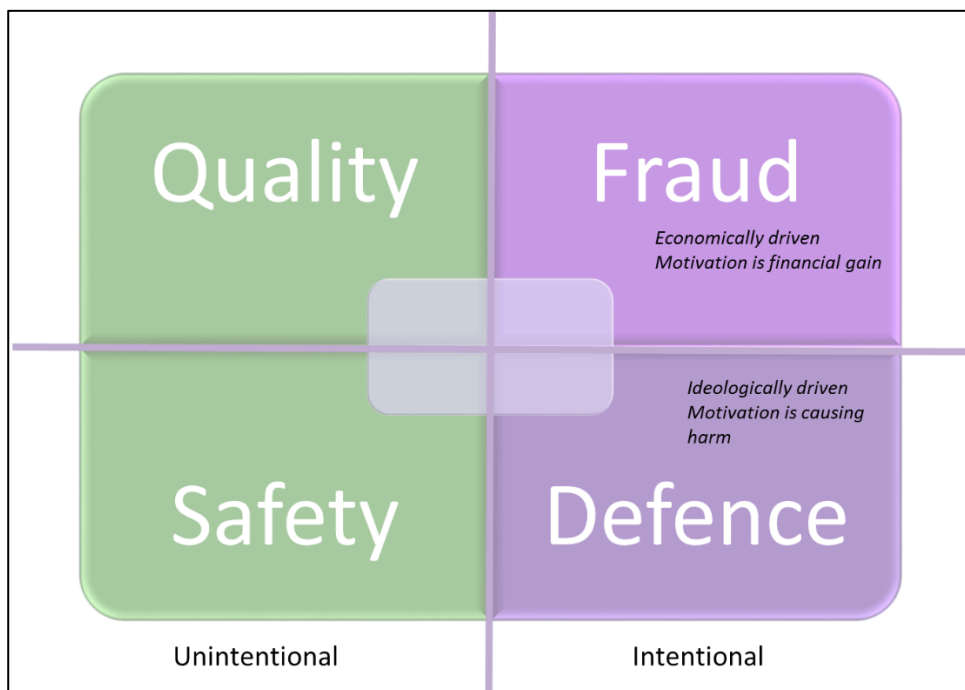 Quality
Fraud
Economically driven
Motivation is financial gain
Ideologically driven
Motivation is causing
harm
Safety
Defence
Unintentional
Intentional